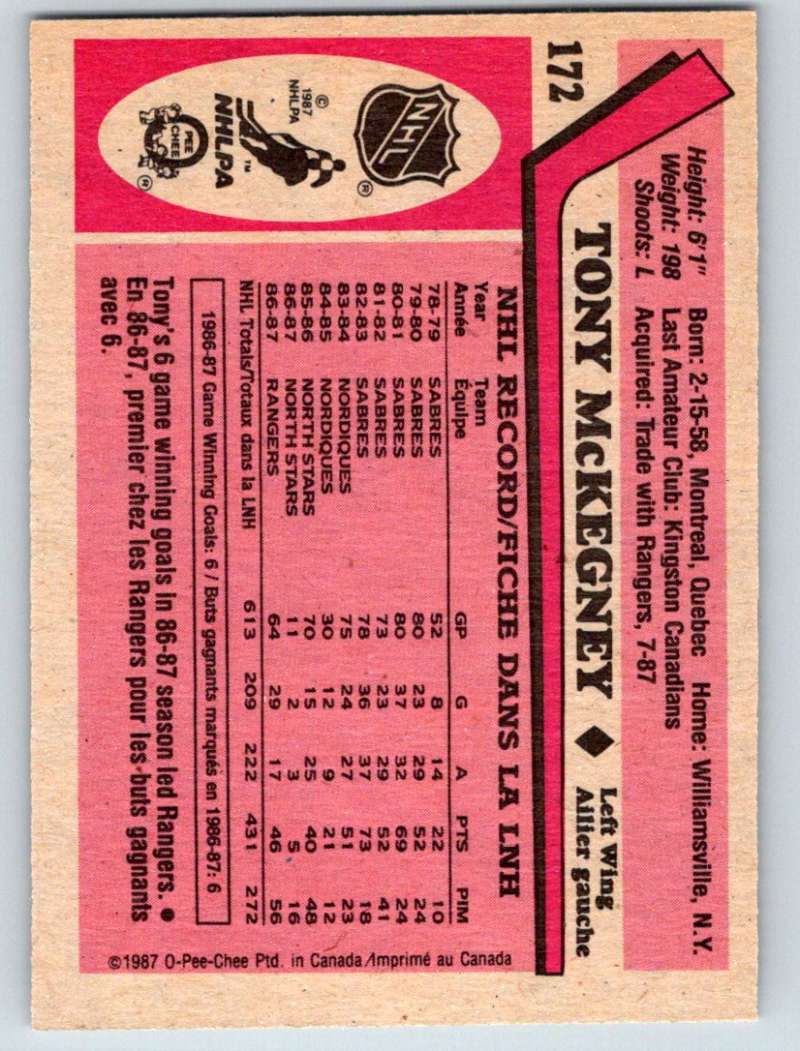 172
Height: 6'1"
Weight: 198
Shoots: L
Born: 2-15-58, Montreal, Quebec Home: Williamsville, N.Y.
Last Amateur Club: Kingston Canadians
Acquired: Trade with Rangers, 7-87
TONY McKEGNEY ♦
Left Wing
Ailier gauche
NHL
®
© 1987 NHLPA
NHLPA
™
O PEE CHEE
®
NHL RECORD/FICHE DANS LA LNH
Year Team GP G A PTS PIM
Année Équipe
78-79 SABRES 52 8 14 22 10
79-80 SABRES 80 23 29 52 24
80-81 SABRES 80 37 32 69 24
81-82 SABRES 73 23 29 52 41
82-83 SABRES 78 36 37 73 18
83-84 NORDIQUES 75 24 27 51 23
84-85 NORDIQUES 30 12 9 21 12
85-86 NORTH STARS 70 15 25 40 48
86-87 NORTH STARS 11 2 3 5 16
86-87 RANGERS 64 29 17 46 56
NHL Totals/Totaux dans la LNH 613 209 222 431 272
1986-87 Game Winning Goals: 6 / Buts gagnants marqués en 1986-87: 6
Tony's 6 game winning goals in 86-87 season led Rangers. ●
En 86-87, premier chez les Rangers pour les buts gagnants
avec 6.
©1987 O-Pee-Chee Ptd. in Canada/Imprimé au Canada